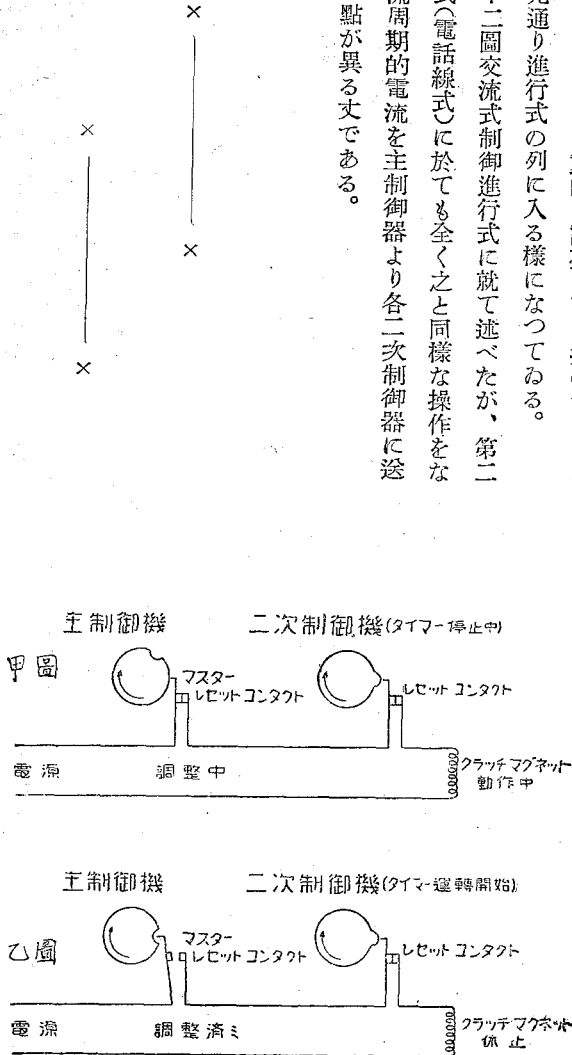 通り進行式の列に入る樣になつてゐる。
二圖交流式制御進行式に就て述べたが、第二
式(電話線式)に於ても全く之と同樣な操作をな
流周期的電流を主制御器より各二次制御器に送
點が異る丈である。
主制御機 二次制御機(タイマー停止中)
甲圖
マスター
レセットコンタクト レセットコンタクト
電源 調整中 クラッチマグネット
動作中
主制御機 二次制御機(タイマー運轉開始)
乙圖
マスター
レセットコンタクト レセットコンタクト
電源 調整済ミ クラッチマグネット
休止